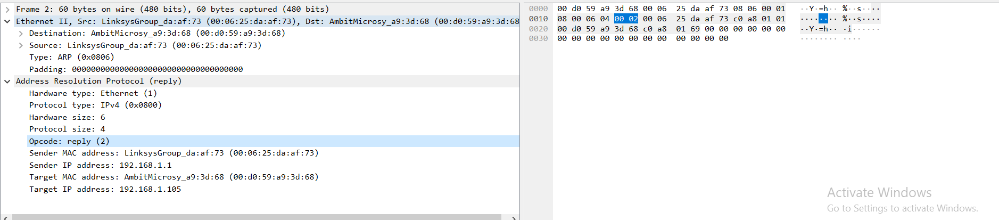 Frame 2: 60 bytes on wire (480 bits), 60 bytes captured (480 bits)
Ethernet II, Src: LinksysGroup_da:af:73 (00:06:25:da:af:73), Dst: AmbitMicrosy_a9:3d:68 (00:d0:59:a9:3d:68
Destination: AmbitMicrosy_a9:3d:68 (00:d0:59:a9:3d:68)
Source: LinksysGroup_da:af:73 (00:06:25:da:af:73)
Type: ARP (0x0806)
Padding: 000000000000000000000000000000000000
Address Resolution Protocol (reply)
Hardware type: Ethernet (1)
Protocol type: IPv4 (0x0800)
Hardware size: 6
Protocol size: 4
Opcode: reply (2)
Sender MAC address: LinksysGroup_da:af:73 (00:06:25:da:af:73)
Sender IP address: 192.168.1.1
Target MAC address: AmbitMicrosy_a9:3d:68 (00:d0:59:a9:3d:68)
Target IP address: 192.168.1.105
0000 00 d0 59 a9 3d 68 00 06 25 da af 73 08 06 00 01 ··Y·=h·· %··s····
0010 08 00 06 04 00 02 00 06 25 da af 73 c0 a8 01 01 ········ %··s····
0020 00 d0 59 a9 3d 68 c0 a8 01 69 00 00 00 00 00 00 ··Y·=h·· ·i······
0030 00 00 00 00 00 00 00 00 00 00 00 00 ········ ····
Activate Windows
Go to Settings to activate Windows.